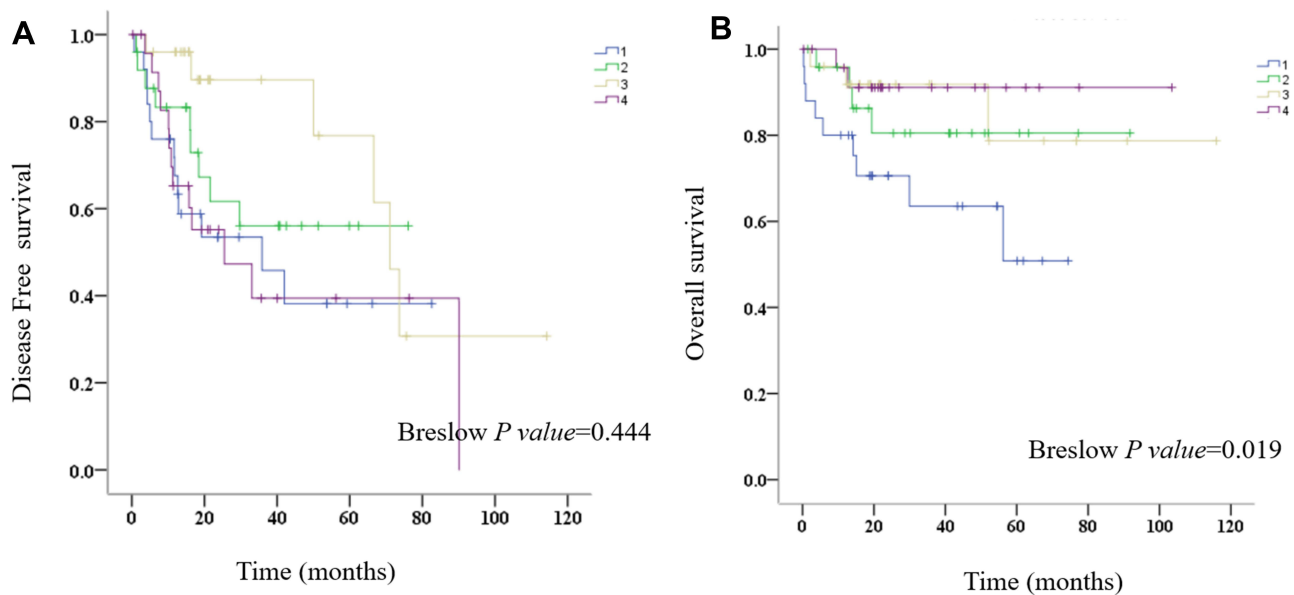 A
1.0
0.8
0.6
0.4
0.2
0.0
Disease Free survival
1
2
3
4
Breslow P value=0.444
0 20 40 60 80 100 120
Time (months)
B
1.0
0.8
0.6
0.4
0.2
0.0
Overall survival
1
2
3
4
Breslow P value=0.019
0 20 40 60 80 100 120
Time (months)